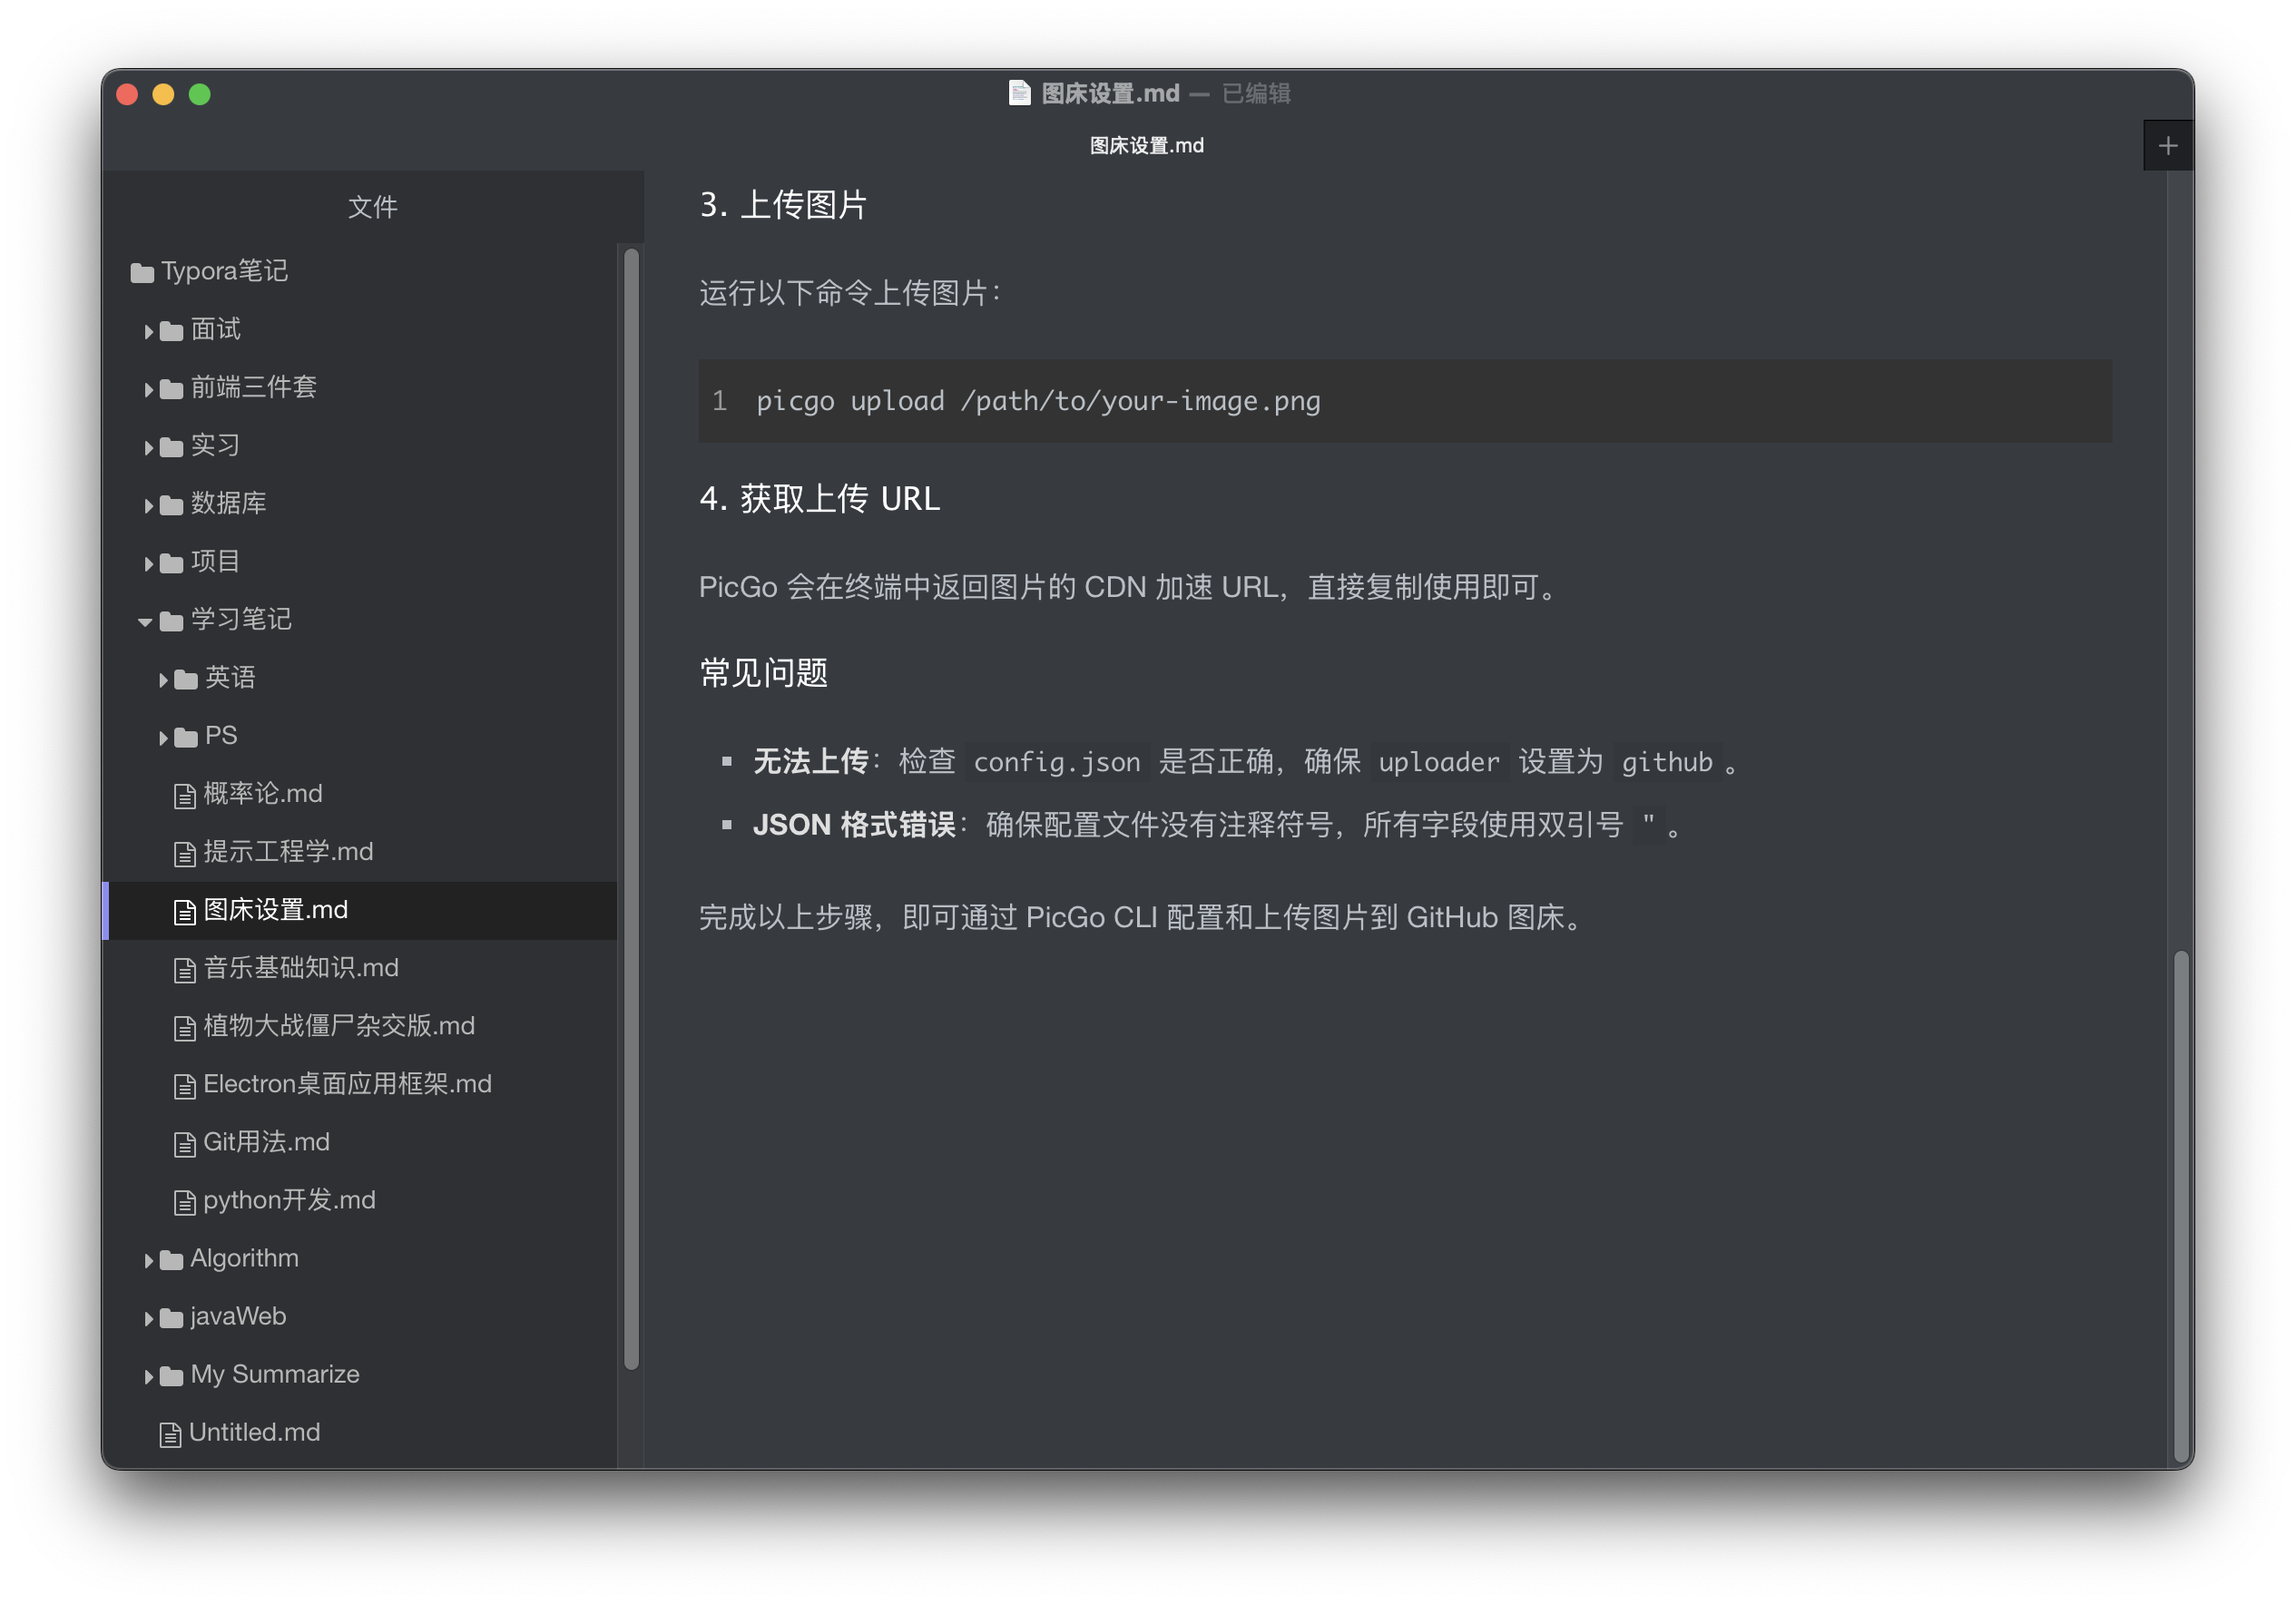 图床设置.md — 已编辑
图床设置.md
+
文件
Typora笔记
面试
前端三件套
实习
数据库
项目
学习笔记
英语
PS
概率论.md
提示工程学.md
图床设置.md
音乐基础知识.md
植物大战僵尸杂交版.md
Electron桌面应用框架.md
Git用法.md
python开发.md
Algorithm
javaWeb
My Summarize
Untitled.md
3. 上传图片
运行以下命令上传图片：
1 picgo upload /path/to/your-image.png
4. 获取上传 URL
PicGo 会在终端中返回图片的 CDN 加速 URL，直接复制使用即可。
常见问题
无法上传：检查 config.json 是否正确，确保 uploader 设置为 github 。
JSON 格式错误：确保配置文件没有注释符号，所有字段使用双引号 " 。
完成以上步骤，即可通过 PicGo CLI 配置和上传图片到 GitHub 图床。